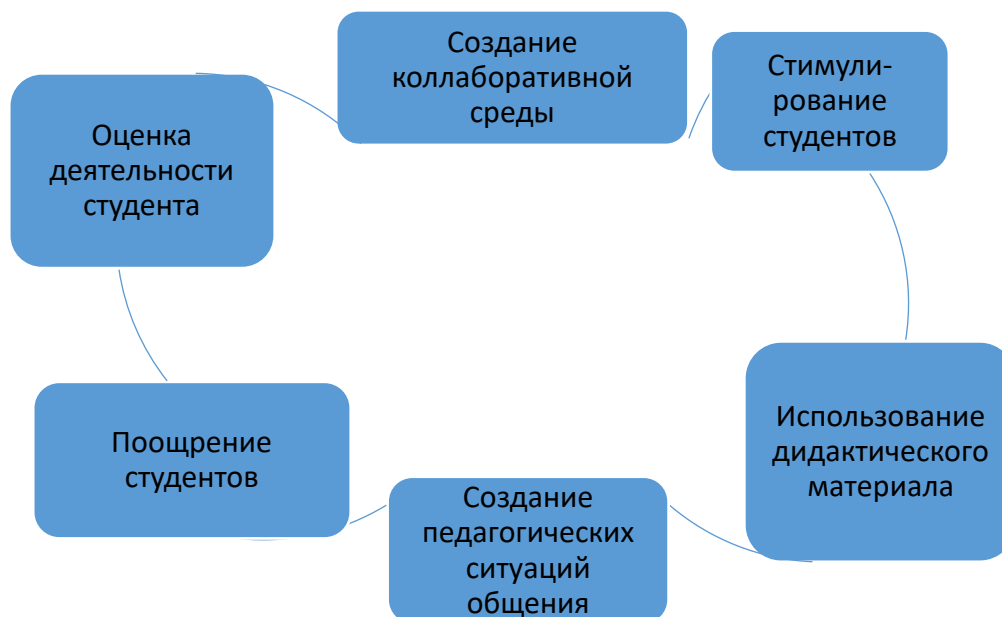 Создание
коллаборативной
среды
Стимули-
рование
студентов
Использование
дидактического
материала
Создание
педагогических
ситуаций
общения
Поощрение
студентов
Оценка
деятельности
студента